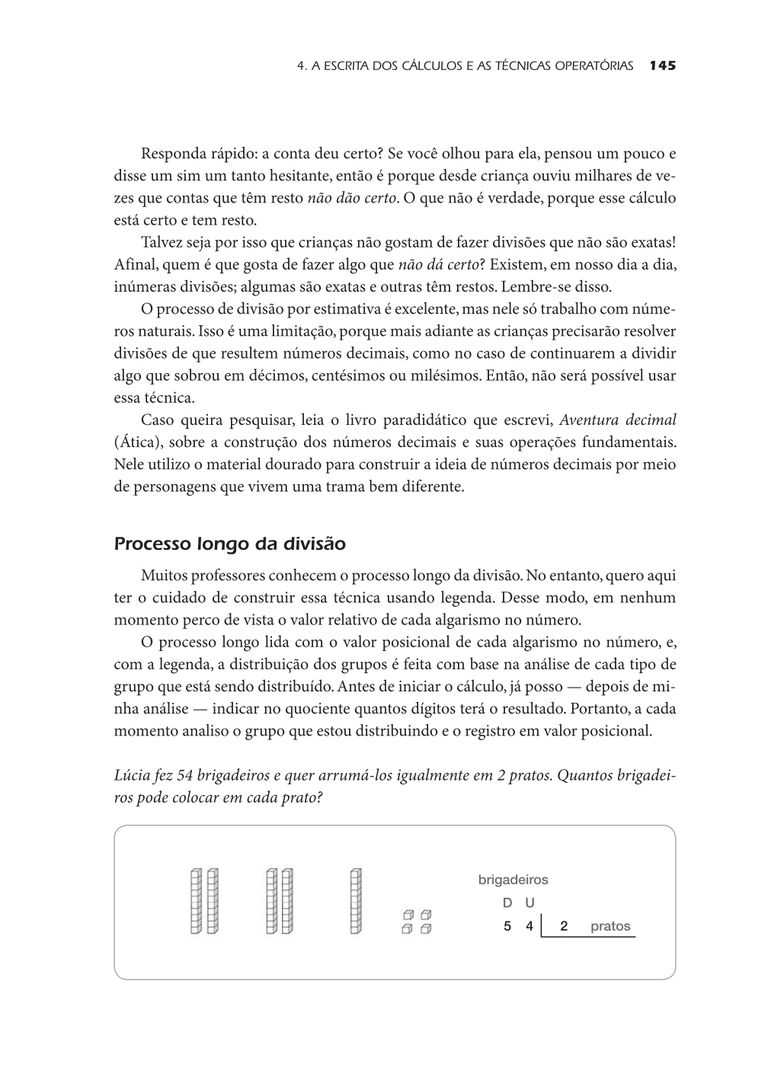 4. A ESCRITA DOS CÁLCULOS E AS TÉCNICAS OPERATÓRIAS 145
Responda rápido: a conta deu certo? Se você olhou para ela, pensou um pouco e
disse um sim um tanto hesitante, então é porque desde criança ouviu milhares de ve-
zes que contas que têm resto não dão certo. O que não é verdade, porque esse cálculo
está certo e tem resto.
Talvez seja por isso que crianças não gostam de fazer divisões que não são exatas!
Afinal, quem é que gosta de fazer algo que não dá certo? Existem, em nosso dia a dia,
inúmeras divisões; algumas são exatas e outras têm restos. Lembre-se disso.
O processo de divisão por estimativa é excelente, mas nele só trabalho com núme-
ros naturais. Isso é uma limitação, porque mais adiante as crianças precisarão resolver
divisões de que resultem números decimais, como no caso de continuarem a dividir
algo que sobrou em décimos, centésimos ou milésimos. Então, não será possível usar
essa técnica.
Caso queira pesquisar, leia o livro paradidático que escrevi, Aventura decimal
(Ática), sobre a construção dos números decimais e suas operações fundamentais.
Nele utilizo o material dourado para construir a ideia de números decimais por meio
de personagens que vivem uma trama bem diferente.
Processo longo da divisão
Muitos professores conhecem o processo longo da divisão. No entanto, quero aqui
ter o cuidado de construir essa técnica usando legenda. Desse modo, em nenhum
momento perco de vista o valor relativo de cada algarismo no número.
O processo longo lida com o valor posicional de cada algarismo no número, e,
com a legenda, a distribuição dos grupos é feita com base na análise de cada tipo de
grupo que está sendo distribuído. Antes de iniciar o cálculo, já posso — depois de mi-
nha análise — indicar no quociente quantos dígitos terá o resultado. Portanto, a cada
momento analiso o grupo que estou distribuindo e o registro em valor posicional.
Lúcia fez 54 brigadeiros e quer arrumá-los igualmente em 2 pratos. Quantos brigadei-
ros pode colocar em cada prato?
brigadeiros
D U
5 4 2 pratos